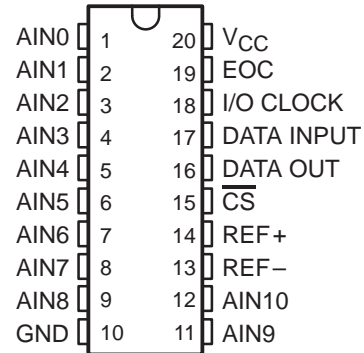 AIN0 1 20 VCC
AIN1 2 19 EOC
AIN2 3 18 I/O CLOCK
AIN3 4 17 DATA INPUT
AIN4 5 16 DATA OUT
AIN5 6 15 CS
AIN6 7 14 REF+
AIN7 8 13 REF–
AIN8 9 12 AIN10
GND 10 11 AIN9